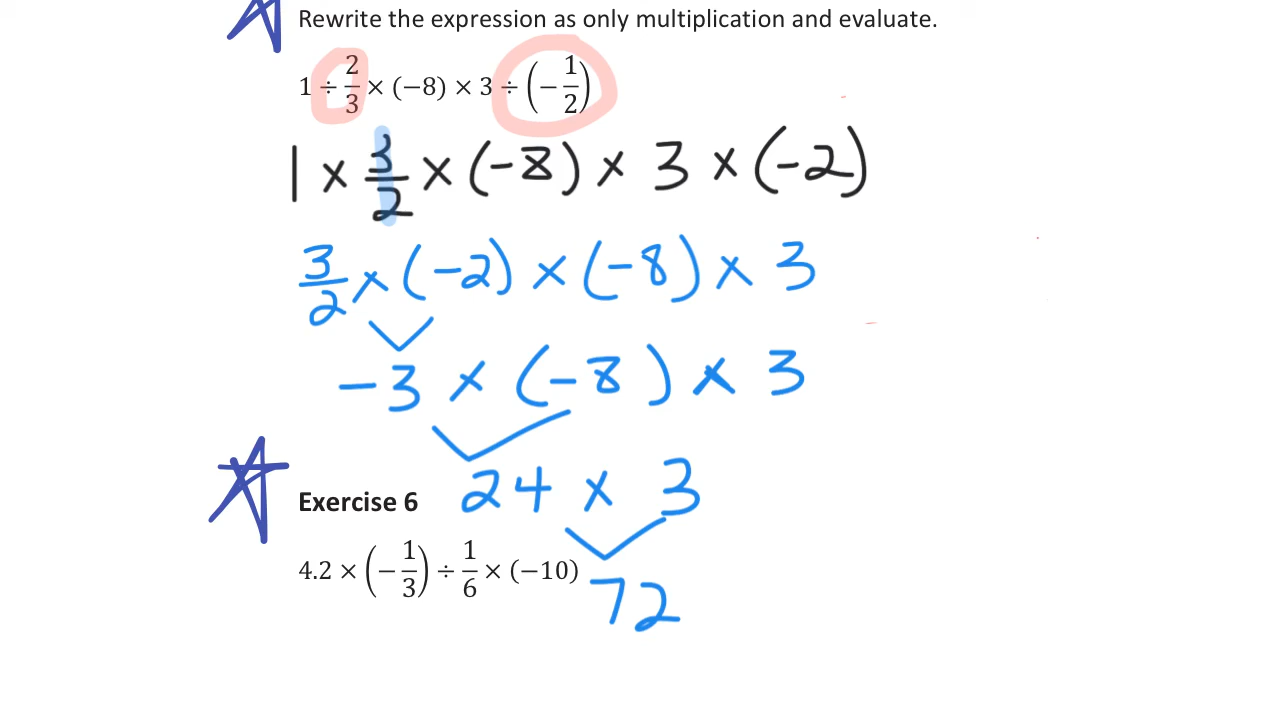 Rewrite the expression as only multiplication and evaluate.
1 ÷ 2/3 × (−8) × 3 ÷ (−1/2)
1 × 3/2 × (-8) × 3 × (-2)
3/2 × (-2) × (-8) × 3
-3 × (-8) × 3
24 × 3
Exercise 6
4.2 × (−1/3) ÷ 1/6 × (−10)
72